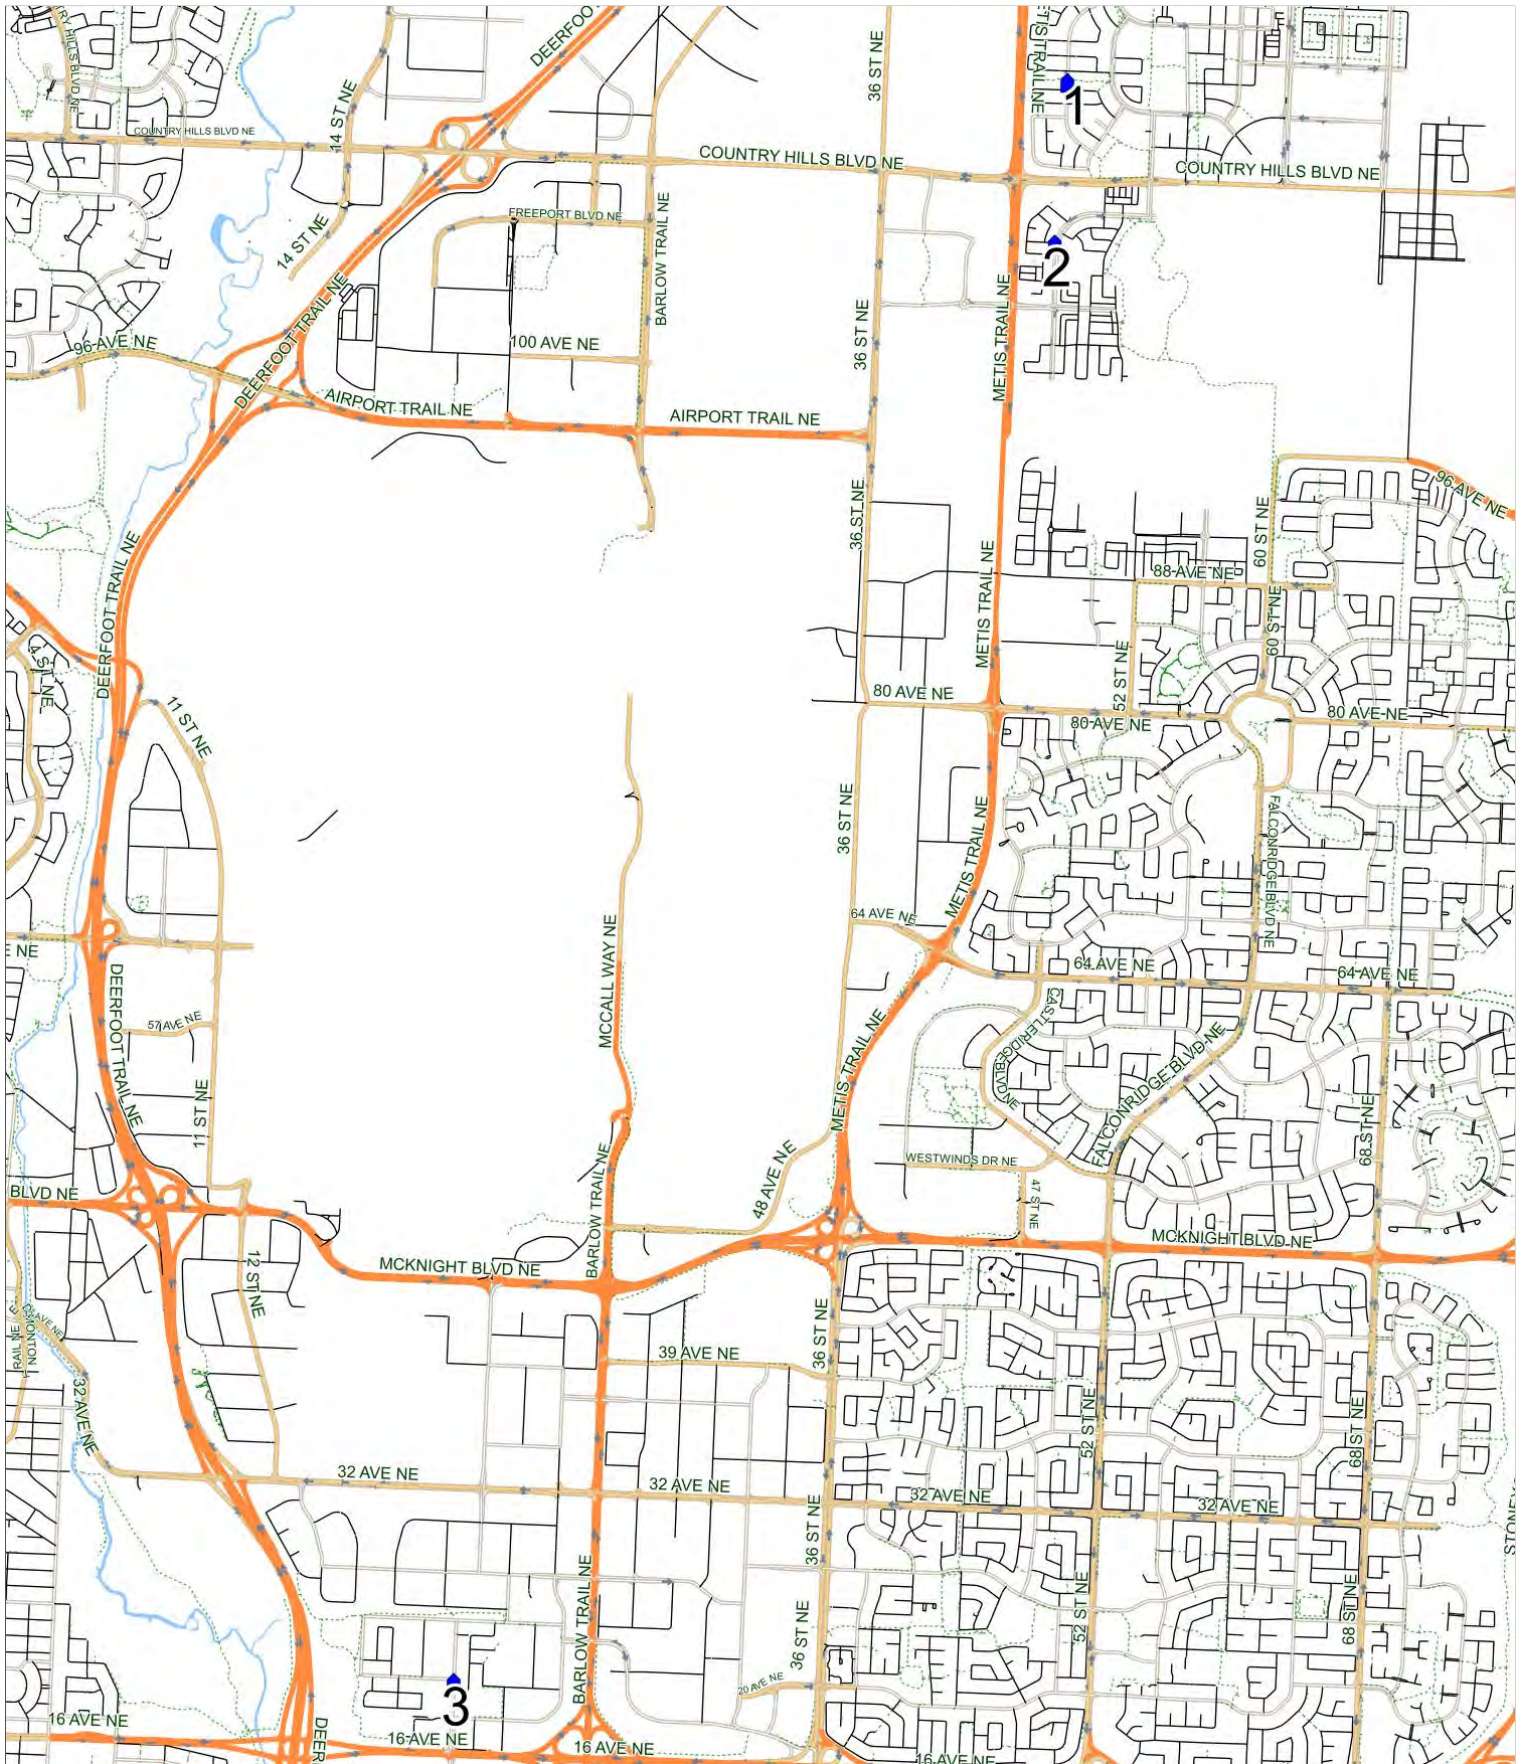 DEERFOO
36 ST NE
ETIS TRAIL NE
RY HILLS BLVD NE
14 ST NE
1
COUNTRY HILLS BLVD NE
COUNTRY HILLS BLVD NE
COUNTRY HILLS BLVD NE
FREEPORT BLVD NE
BARLOW TRAIL NE
14 ST NE
2
DEERFOOT TRAIL NE
METIS TRAIL NE
36 ST NE
96 AVE NE
100 AVE NE
AIRPORT TRAIL NE
AIRPORT TRAIL NE
36 ST NE
96 AVE NE
60 ST NE
DEERFOOT TRAIL NE
METIS TRAIL NE
88 AVE NE
60 ST NE
4 ST NE
52 ST NE
11 ST NE
80 AVE NE
80 AVE NE
80 AVE NE
36 ST NE
METIS TRAIL NE
FALCONRIDGE BLVD NE
64 AVE NE
MCCALL WAY NE
E NE
64 AVE NE
64 AVE NE
DEERFOOT TRAIL NE
57 AVE NE
CASTLERIDGE BLVD NE
METIS TRAIL NE
FALCONRIDGE BLVD NE
11 ST NE
68 ST NE
WESTWINDS DR NE
BARLOW TRAIL NE
48 AVE NE
47 ST NE
BLVD NE
MCKNIGHT BLVD NE
MCKNIGHT BLVD NE
12 ST NE
36 ST NE
39 AVE NE
RAIL NE
EDMONTON
32 AVE NE
52 ST NE
68 ST NE
32 AVE NE
32 AVE NE
32 AVE NE
32 AVE NE
36 ST NE
STONEY
BARLOW TRAIL NE
36 ST NE
52 ST NE
68 ST NE
20 AVE NE
3
16 AVE NE
DEER
16 AVE NE
16 AVE NE
16 AVE NE